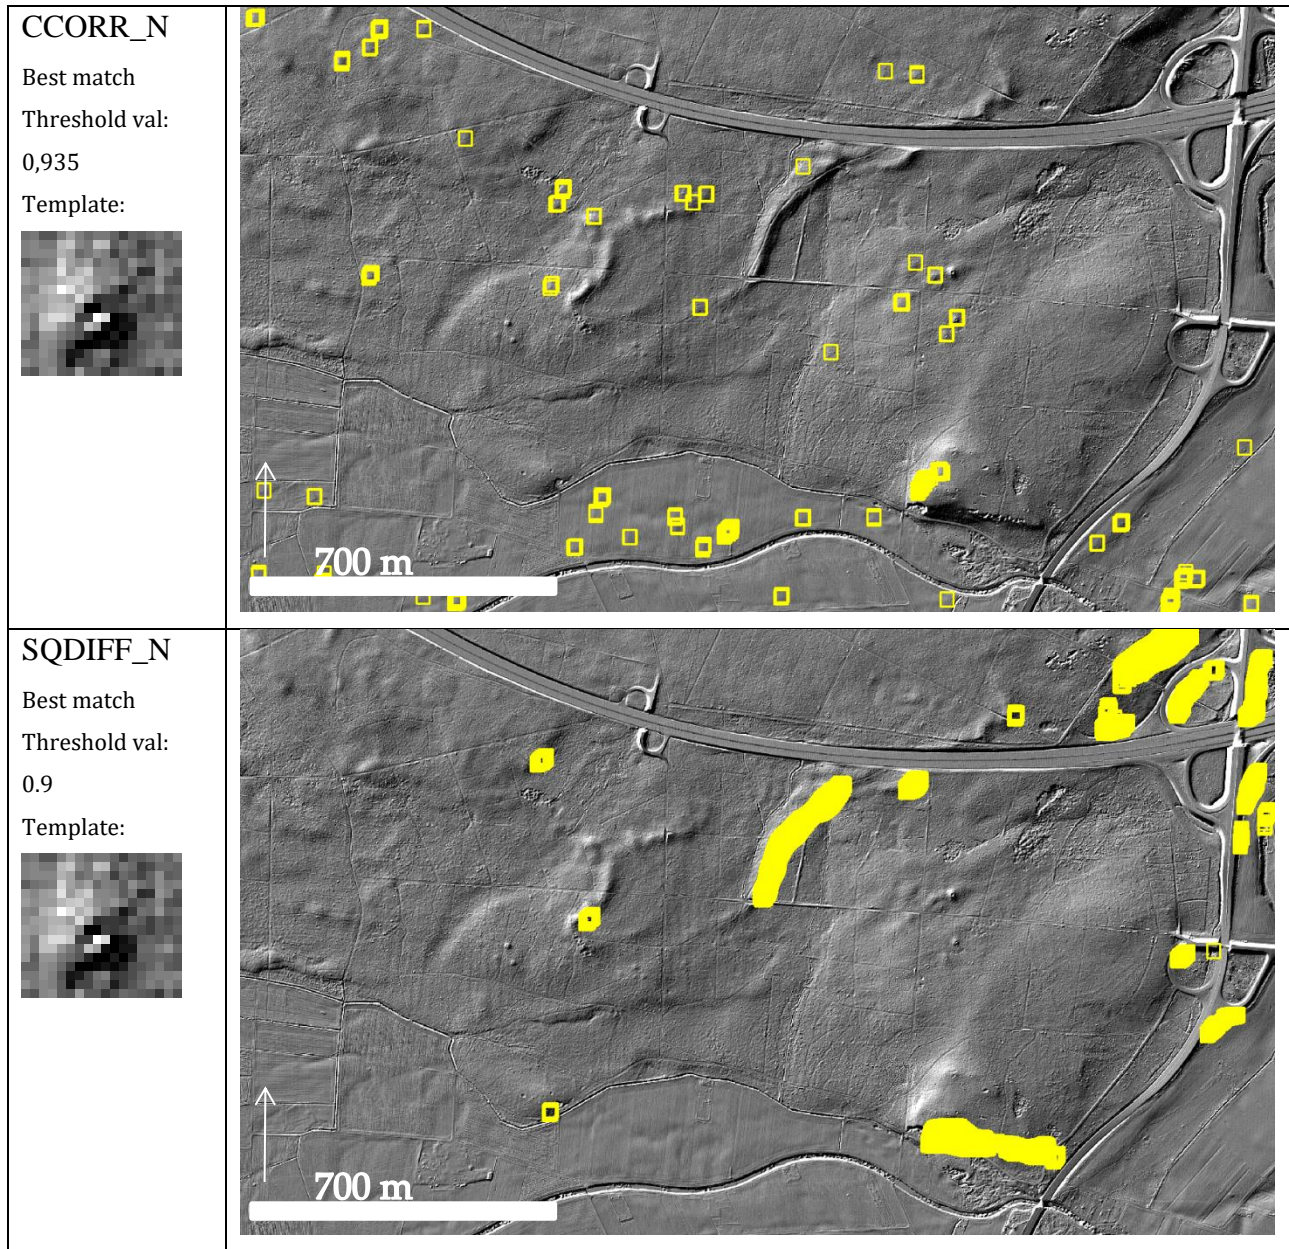 CCORR_N
Best match
Threshold val:
0,935
Template:
700 m
SQDIFF_N
Best match
Threshold val:
0.9
Template:
700 m